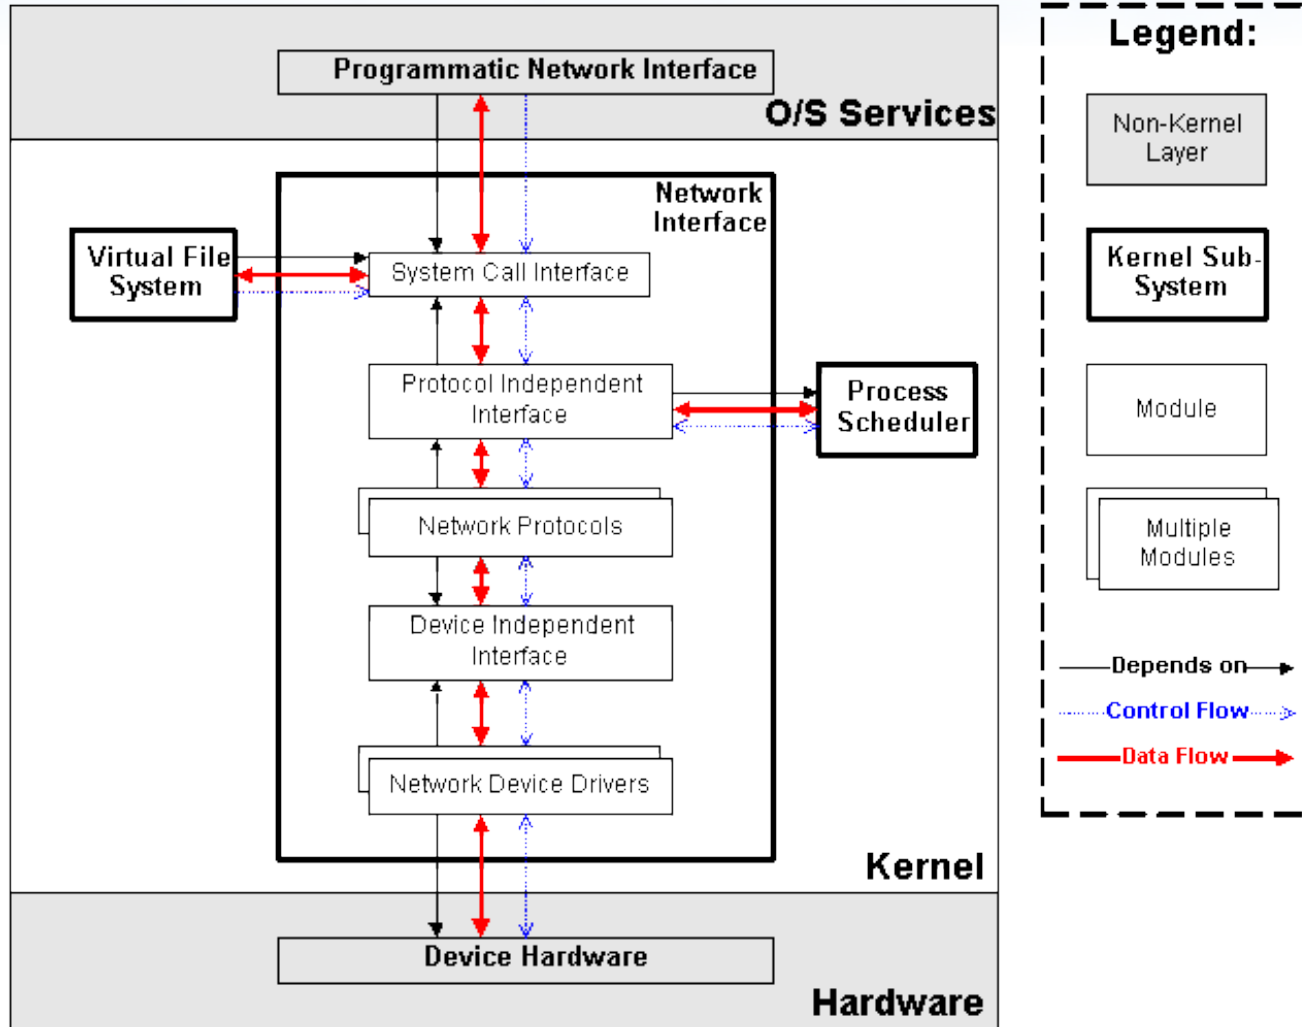 Programmatic Network Interface
O/S Services
Network
Interface
Virtual File
System
System Call Interface
Protocol Independent
Interface
Process
Scheduler
Network Protocols
Device Independent
Interface
Network Device Drivers
Kernel
Device Hardware
Hardware
Legend:
Non-Kernel
Layer
Kernel Sub-
System
Module
Multiple
Modules
Depends on
Control Flow
Data Flow